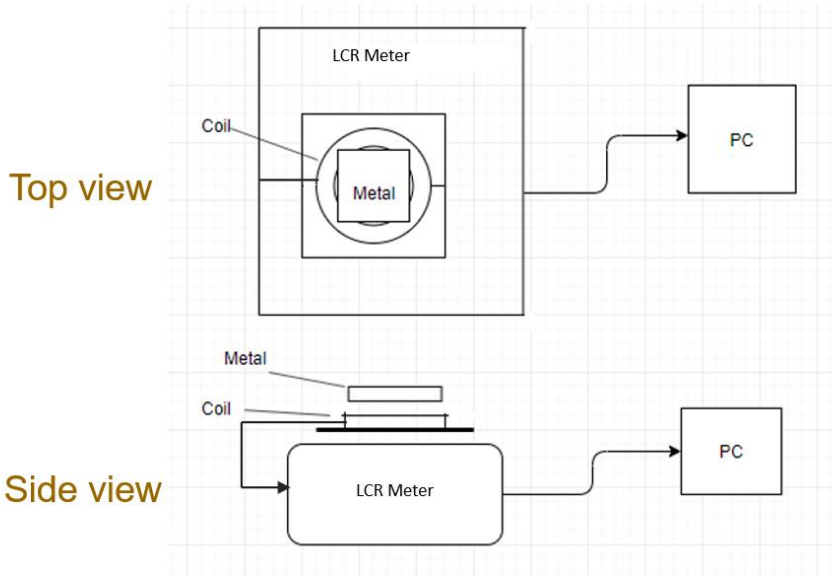 LCR Meter
Coil
PC
Top view
Metal
Metal
Coil
PC
Side view
LCR Meter